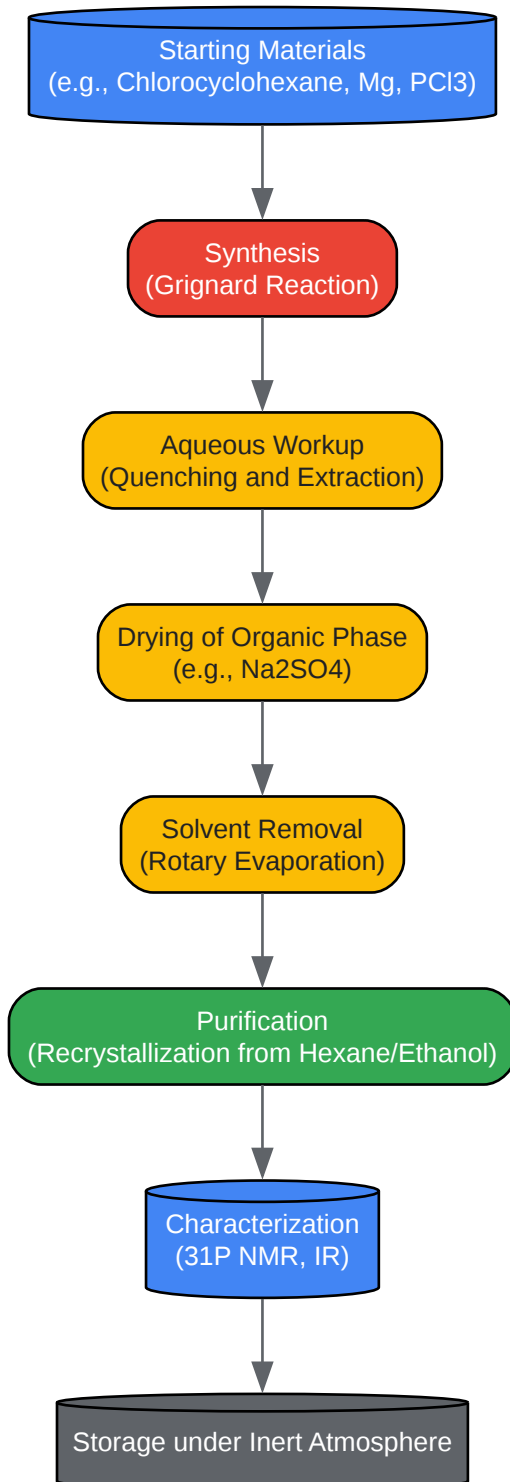 Starting Materials
(e.g., Chlorocyclohexane, Mg, PCl3)
Synthesis
(Grignard Reaction)
Aqueous Workup
(Quenching and Extraction)
Drying of Organic Phase
(e.g., Na2SO4)
Solvent Removal
(Rotary Evaporation)
Purification
(Recrystallization from Hexane/Ethanol)
Characterization
(31P NMR, IR)
Storage under Inert Atmosphere